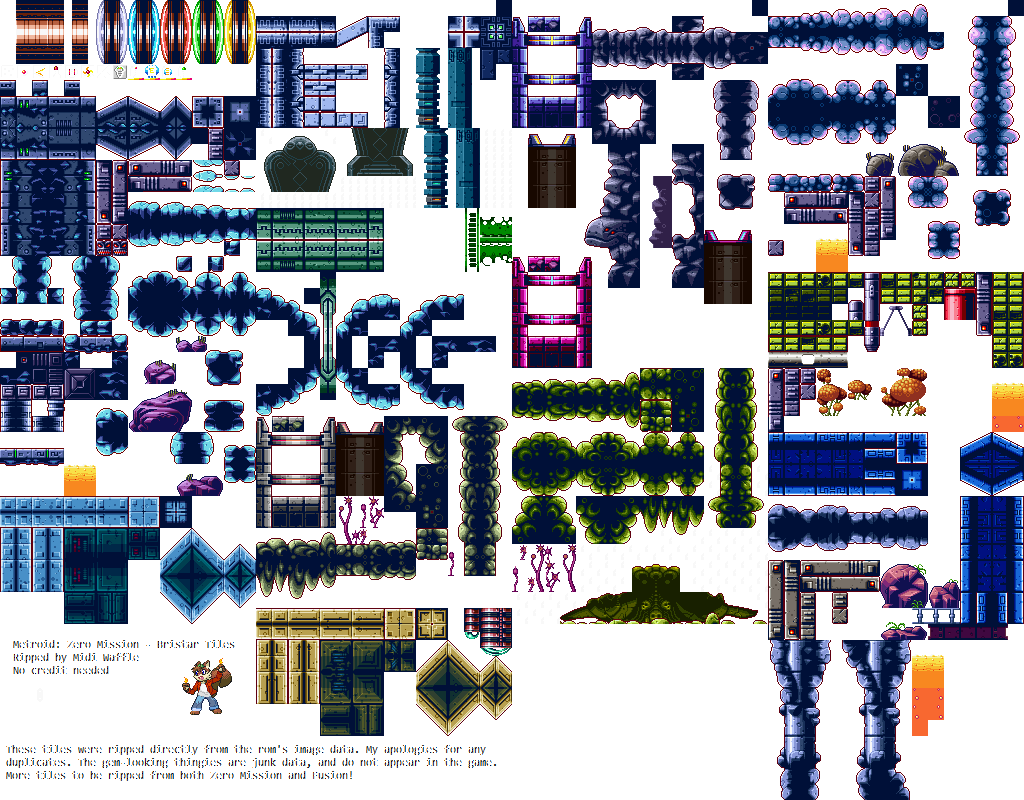 Metroid: Zero Mission - Bristar Tiles
Ripped by Midi Waffle
No credit needed
These tiles were ripped directly from the rom's image data. My apologies for any
duplicates. The gem-looking thingies are junk data, and do not appear in the game.
More tiles to be ripped from both Zero Mission and Fusion!